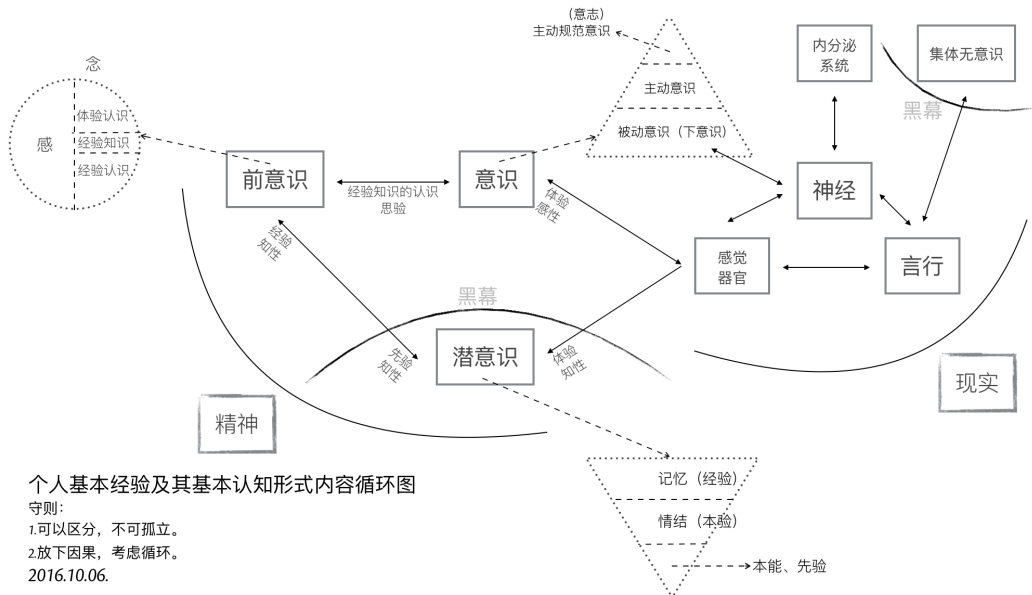 念
感
体验认识
经验知识
经验认识
前意识
经验知识的认识
思验
意识
(意志)
主动规范意识
主动意识
被动意识（下意识）
内分泌
系统
集体无意识
黑幕
神经
感觉
器官
言行
体验
感性
经验
知性
黑幕
潜意识
先验
知性
体验
知性
精神
现实
记忆（经验）
情结（本验）
本能、先验
个人基本经验及其基本认知形式内容循环图
守则：
1.可以区分，不可孤立。
2.放下因果，考虑循环。
2016.10.06.